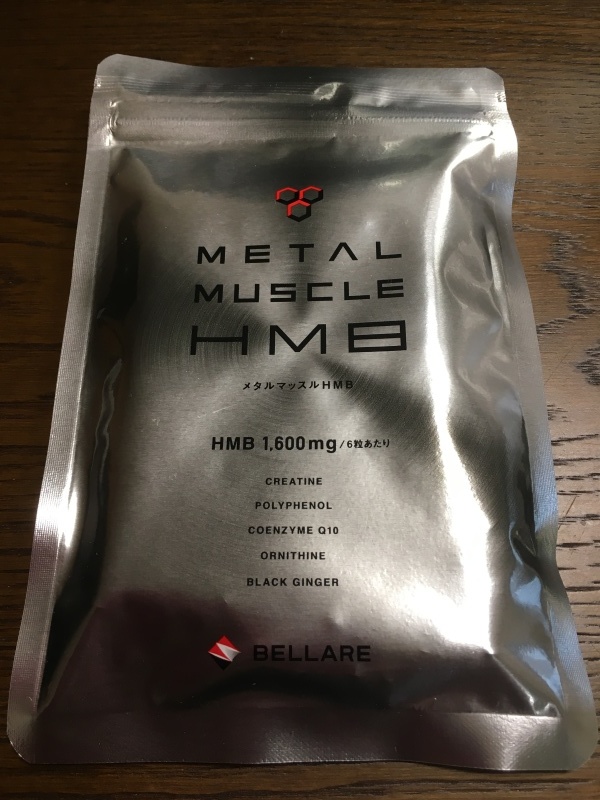 METAL
MUSCLE
HMB
メタルマッスルHMB
HMB 1,600mg/6粒あたり
CREATINE
POLYPHENOL
COENZYME Q10
ORNITHINE
BLACK GINGER
BELLARE